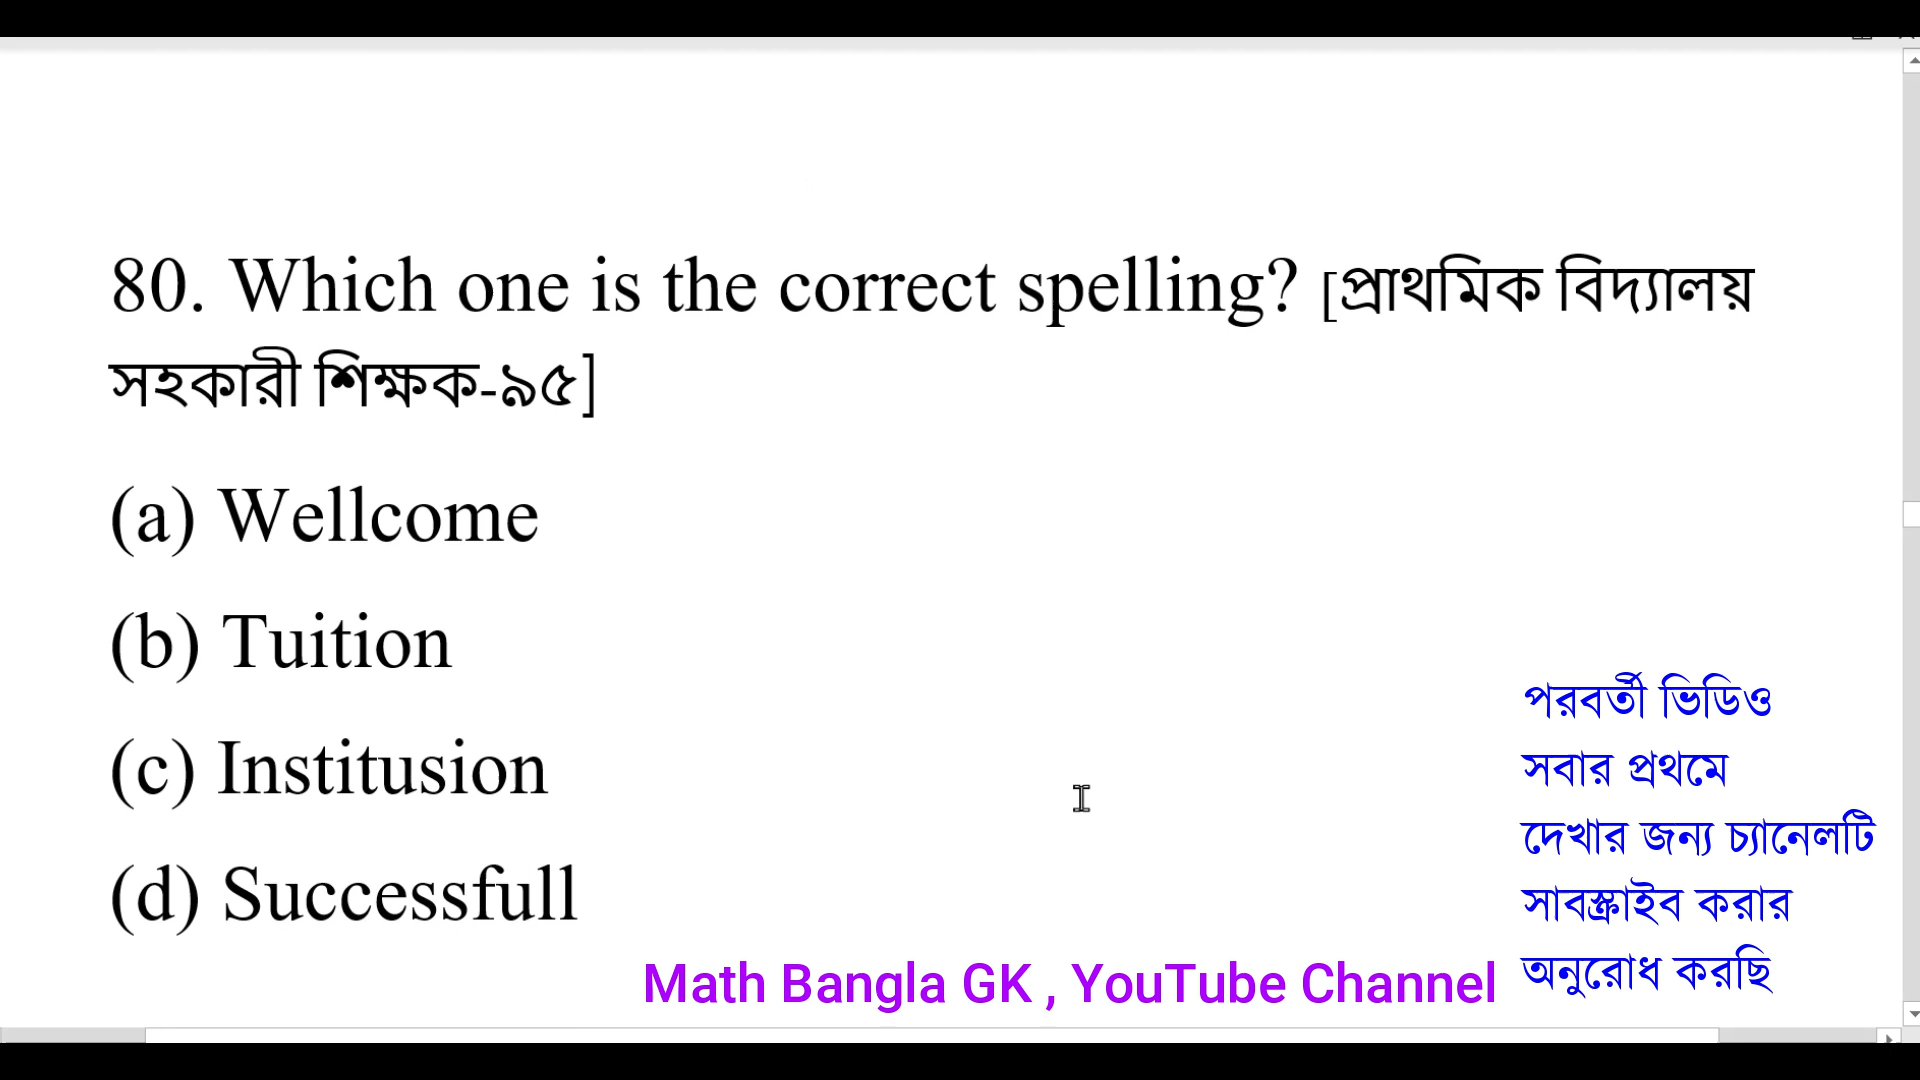 80. Which one is the correct spelling? [প্রাথমিক বিদ্যালয়
সহকারী শিক্ষক-৯৫]
(a) Wellcome
(b) Tuition
(c) Institusion
(d) Successfull
পরবর্তী ভিডিও
সবার প্রথমে
দেখার জন্য চ্যানেলটি
সাবস্ক্রাইব করার
অনুরোধ করছি
Math Bangla GK , YouTube Channel